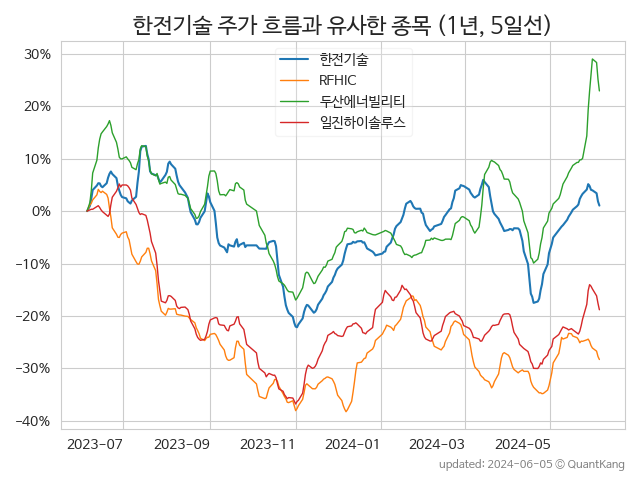 한전기술 주가 흐름과 유사한 종목 (1년, 5일선)
한전기술
RFHIC
두산에너빌리티
일진하이솔루스
30%
20%
10%
0%
−10%
−20%
−30%
−40%
2023−07
2023−09
2023−11
2024−01
2024−03
2024−05
updated: 2024-06-05 © QuantKang